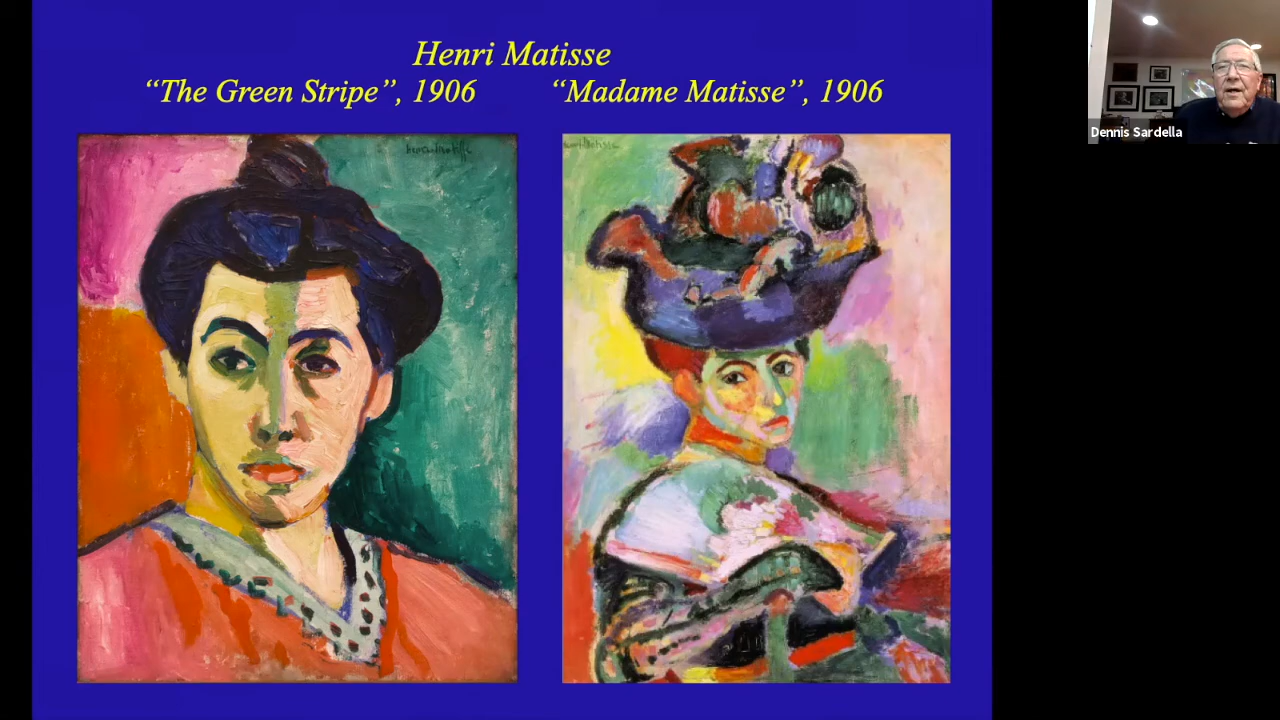 Henri Matisse
“The Green Stripe”, 1906
“Madame Matisse”, 1906
Dennis Sardella